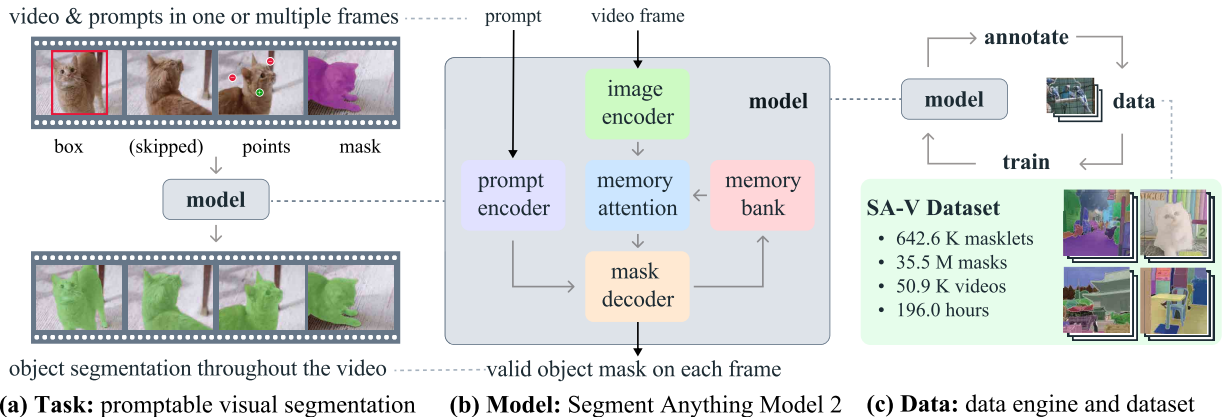 video & prompts in one or multiple frames
box
(skipped)
points
mask
model
object segmentation throughout the video
(a) Task: promptable visual segmentation
prompt
video frame
model
image
encoder
prompt
encoder
memory
attention
memory
bank
mask
decoder
valid object mask on each frame
(b) Model: Segment Anything Model 2
annotate
model
data
train
SA-V Dataset
• 642.6 K masklets
• 35.5 M masks
• 50.9 K videos
• 196.0 hours
(c) Data: data engine and dataset